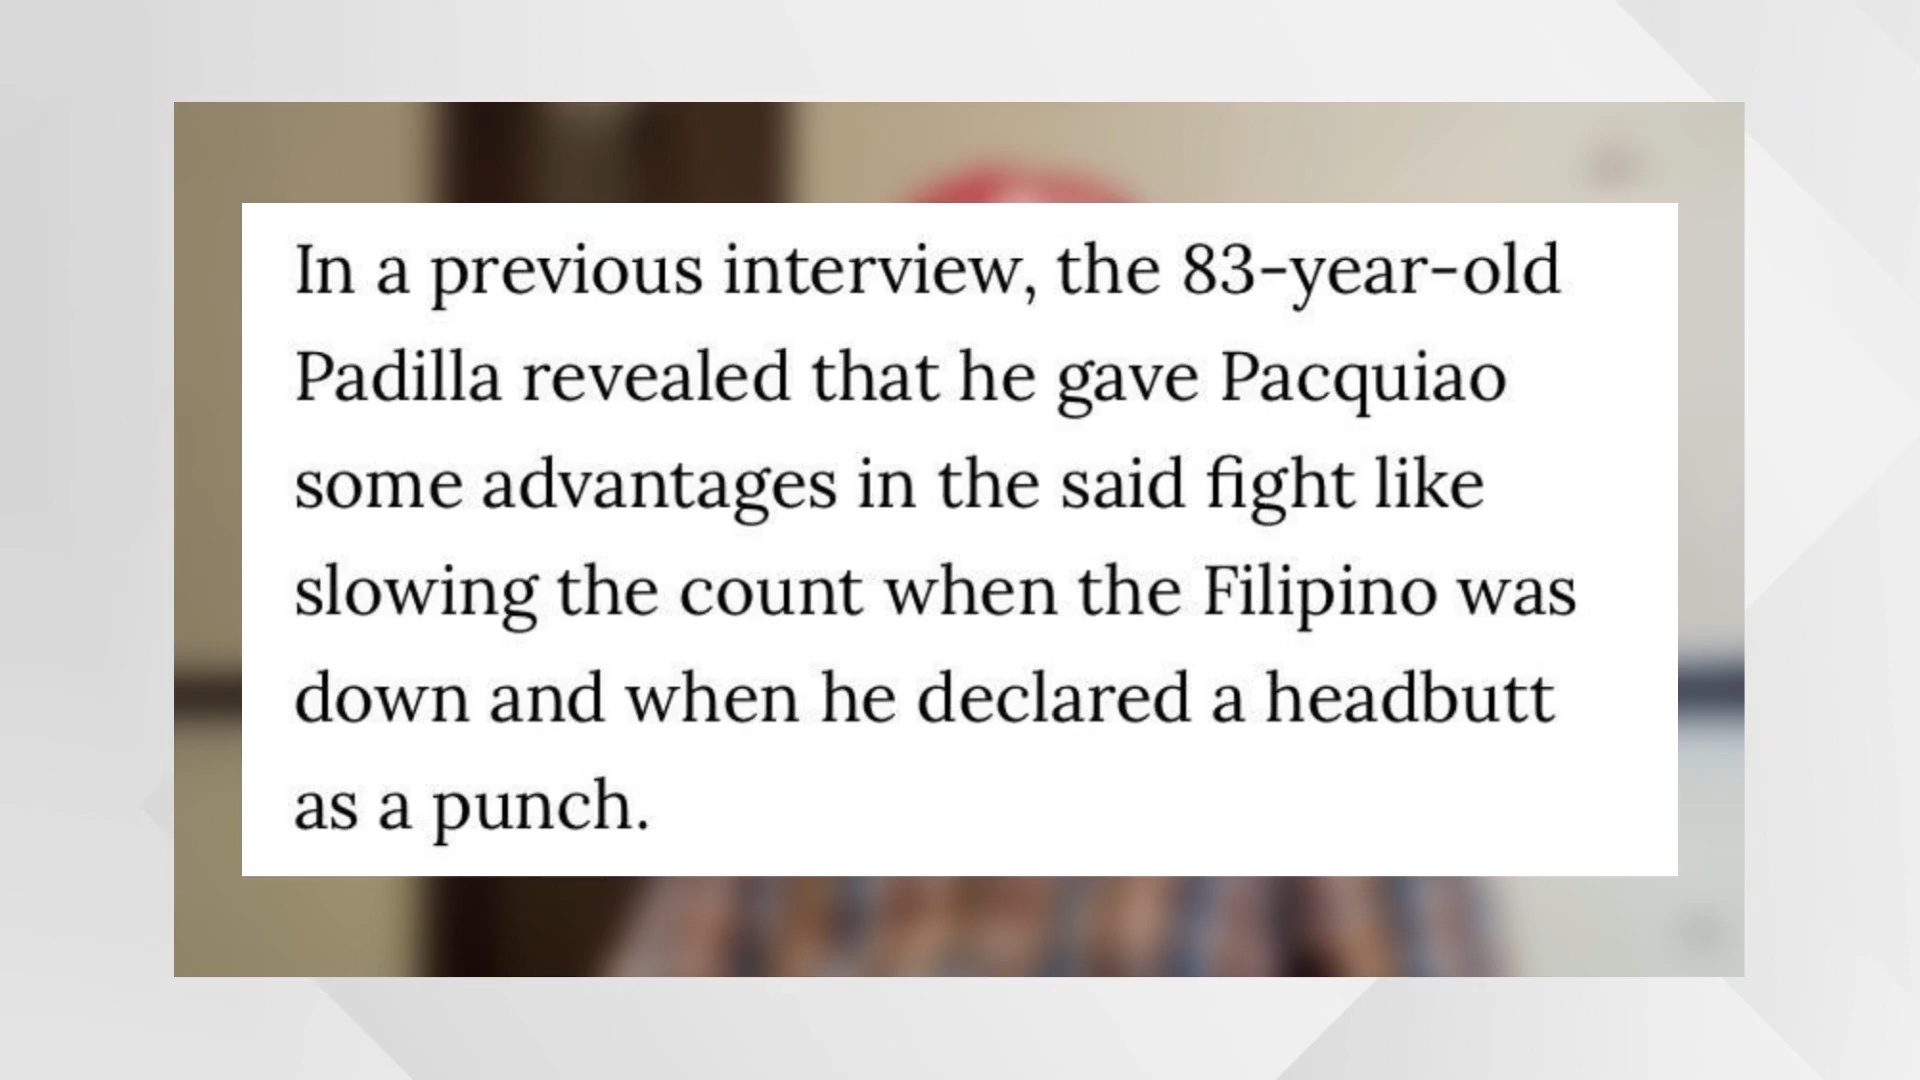 In a previous interview, the 83-year-old
Padilla revealed that he gave Pacquiao
some advantages in the said fight like
slowing the count when the Filipino was
down and when he declared a headbutt
as a punch.